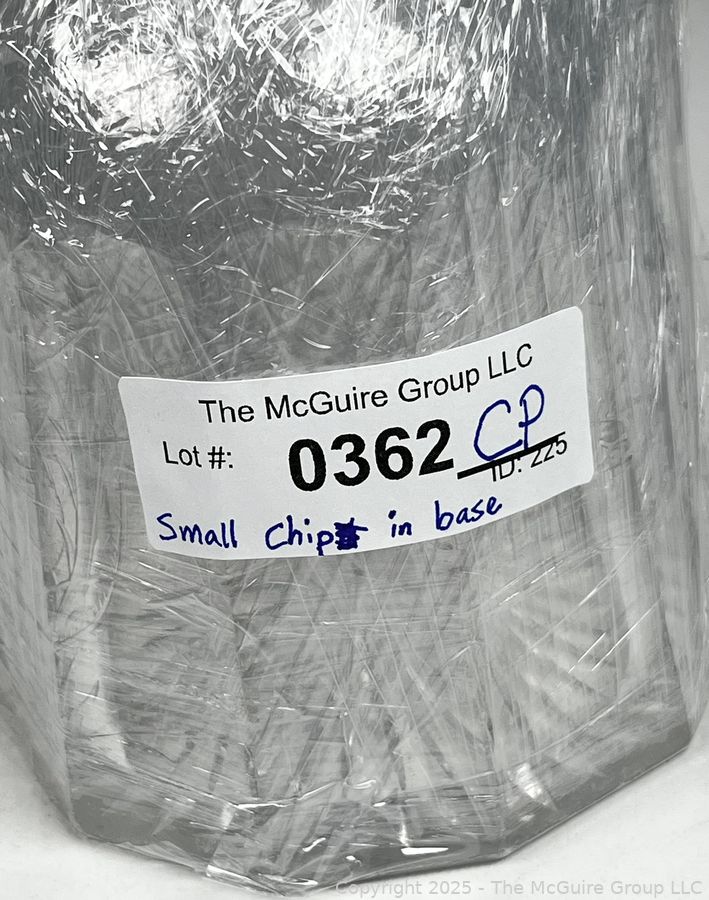 The McGuire Group LLC
Lot #: 0362 CP
ID: 225
Small Chip in base
Copyright 2025 - The McGuire Group LLC